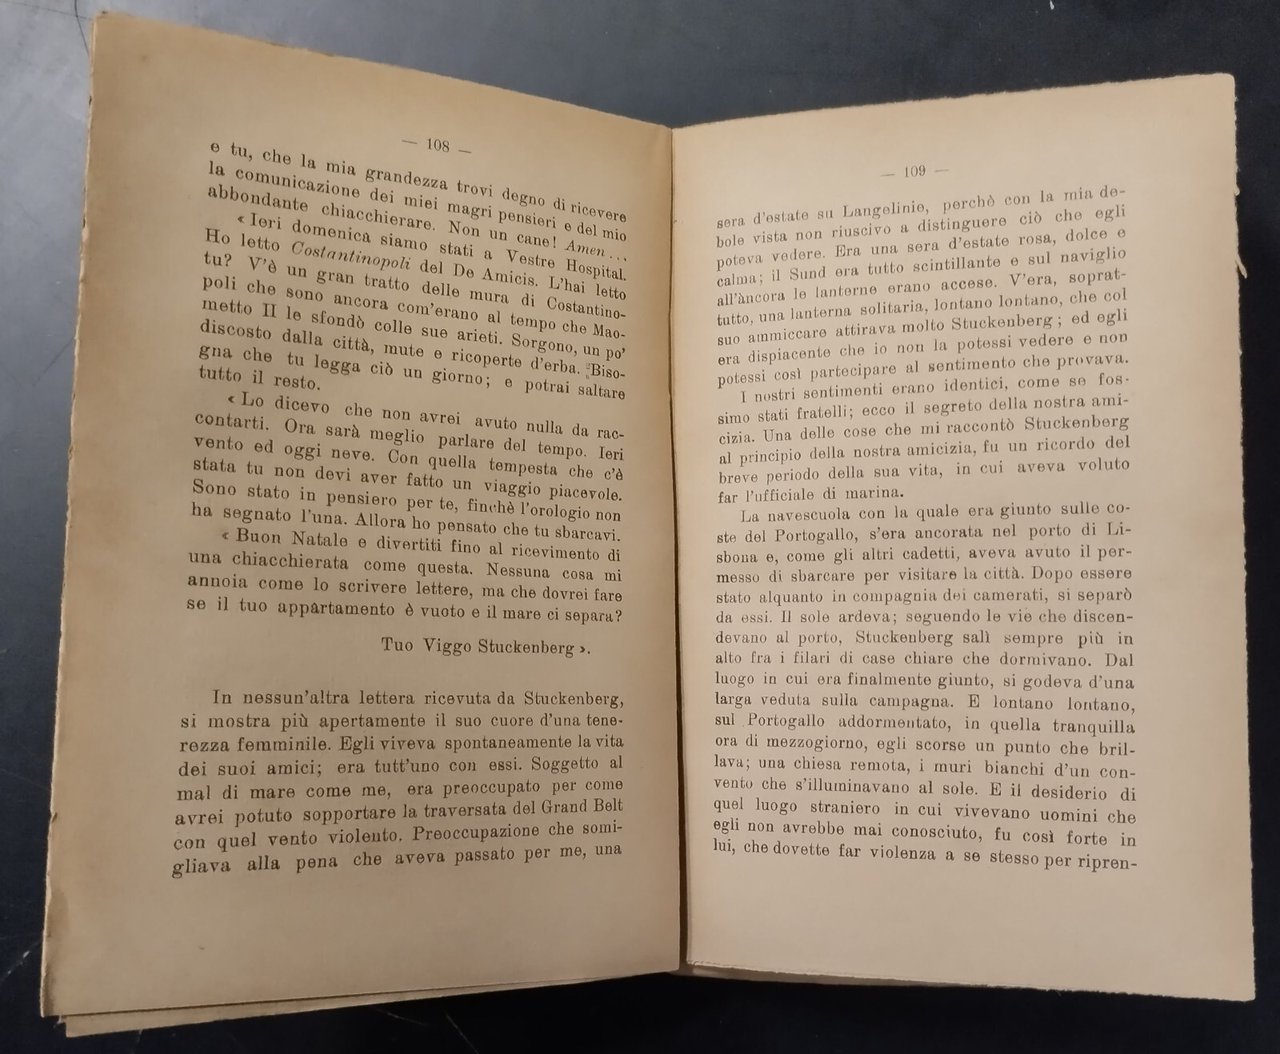 — 108 —
e tu, che la mia grandezza trovi degno di ricevere
la comunicazione dei miei magri pensieri e del mio
abbondante chiacchierare. Non un cane! Amen...
« Ieri domenica siamo stati a Vestre Hospital.
Ho letto Costantinopoli del De Amicis. L'hai letto
tu? V'è un gran tratto delle mura di Costantino-
poli che sono ancora com'erano al tempo che Mao-
metto II le sfondò colle sue arieti. Sorgono, un po'
discosto dalla città, mute e ricoperte d'erba. Biso-
gna che tu legga ciò un giorno; e potrai saltare
tutto il resto.
« Lo dicevo che non avrei avuto nulla da rac-
contarti. Ora sarà meglio parlare del tempo. Ieri
vento ed oggi neve. Con quella tempesta che c'è
stata tu non devi aver fatto un viaggio piacevole.
Sono stato in pensiero per te, finchè l'orologio non
ha segnato l'una. Allora ho pensato che tu sbarcavi.
« Buon Natale e divertiti fino al ricevimento di
una chiacchierata come questa. Nessuna cosa mi
annoia come lo scrivere lettere, ma che dovrei fare
se il tuo appartamento è vuoto e il mare ci separa?
Tuo Viggo Stuckenberg ».
In nessun'altra lettera ricevuta da Stuckenberg,
si mostra più apertamente il suo cuore d'una tene-
rezza femminile. Egli viveva spontaneamente la vita
dei suoi amici; era tutt'uno con essi. Soggetto al
mal di mare come me, era preoccupato per come
avrei potuto sopportare la traversata del Grand Belt
con quel vento violento. Preoccupazione che somi-
gliava alla pena che aveva passato per me, una
— 109 —
sera d'estate su Langelinie, perchè con la mia de-
bole vista non riuscivo a distinguere ciò che egli
poteva vedere. Era una sera d'estate rosa, dolce e
calma; il Sund era tutto scintillante e sul naviglio
all'àncora le lanterne erano accese. V'era, soprat-
tutto, una lanterna solitaria, lontano lontano, che col
suo ammiccare attirava molto Stuckenberg; ed egli
era dispiacente che io non la potessi vedere e non
potessi così partecipare al sentimento che provava.
I nostri sentimenti erano identici, come se fos-
simo stati fratelli; ecco il segreto della nostra ami-
cizia. Una delle cose che mi raccontò Stuckenberg
al principio della nostra amicizia, fu un ricordo del
breve periodo della sua vita, in cui aveva voluto
far l'ufficiale di marina.
La navescuola con la quale era giunto sulle co-
ste del Portogallo, s'era ancorata nel porto di Li-
sbona e, come gli altri cadetti, aveva avuto il per-
messo di sbarcare per visitare la città. Dopo essere
stato alquanto in compagnia dei camerati, si separò
da essi. Il sole ardeva; seguendo le vie che discen-
devano al porto, Stuckenberg salì sempre più in
alto fra i filari di case chiare che dormivano. Dal
luogo in cui era finalmente giunto, si godeva d'una
larga veduta sulla campagna. E lontano lontano,
sul Portogallo addormentato, in quella tranquilla
ora di mezzogiorno, egli scorse un punto che bril-
lava; una chiesa remota, i muri bianchi d'un con-
vento che s'illuminavano al sole. E il desiderio di
quel luogo straniero in cui vivevano uomini che
egli non avrebbe mai conosciuto, fu così forte in
lui, che dovette far violenza a se stesso per ripren-